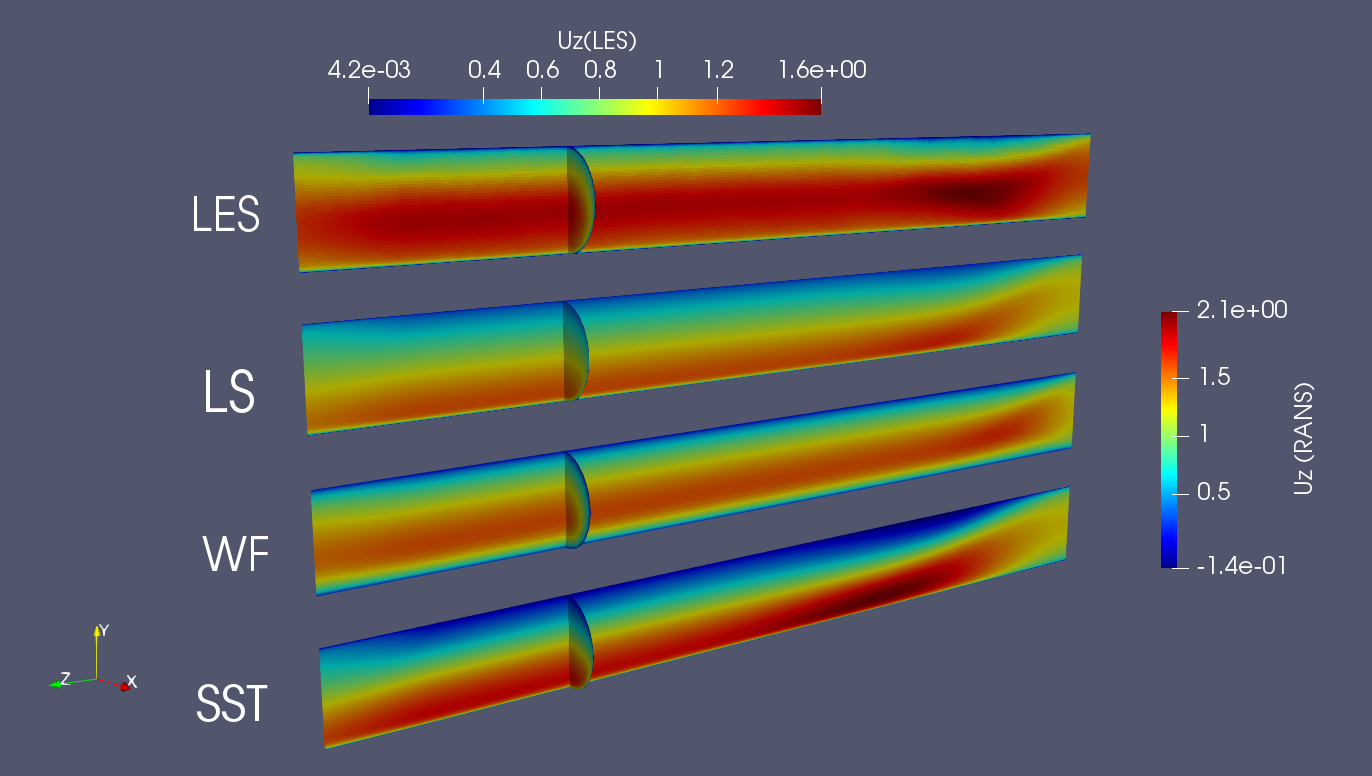 Uz(LES)
4.2e-03 0.4 0.6 0.8 1 1.2 1.6e+00
LES
LS
WF
SST
2.1e+00
1.5
1
0.5
-1.4e-01
Uz (RANS)
Y
Z
X